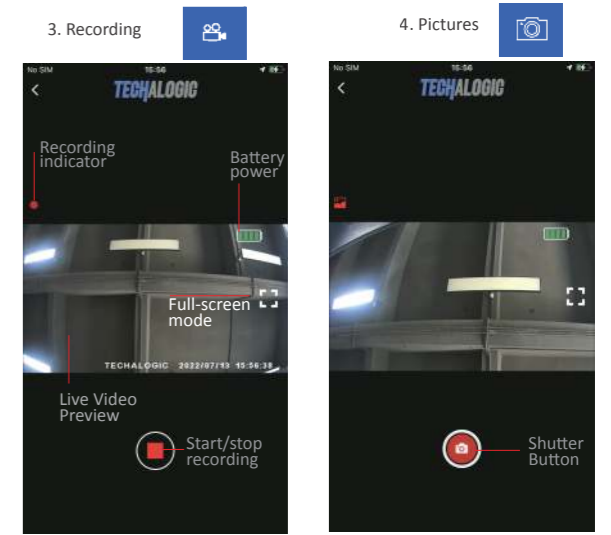 3. Recording
4. Pictures
No SIM 15:56
TECHALOGIC
Recording
indicator
Battery
power
Full-screen
mode
TECHALOGIC 2022/07/13 15:56:38
Live Video
Preview
Start/stop
recording
No SIM 15:56
TECHALOGIC
Shutter
Button